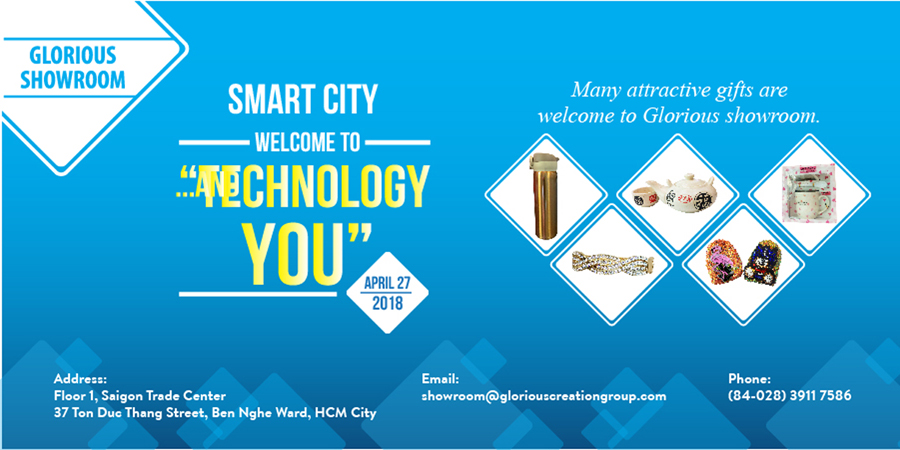 GLORIOUS
SHOWROOM
SMART CITY
WELCOME TO
“TECHNOLOGY
...AND
YOU”
APRIL 27
2018
Many attractive gifts are
welcome to Glorious showroom.
Address:
Floor 1, Saigon Trade Center
37 Ton Duc Thang Street, Ben Nghe Ward, HCM City
Email:
showroom@gloriouscreationgroup.com
Phone:
(84-028) 3911 7586